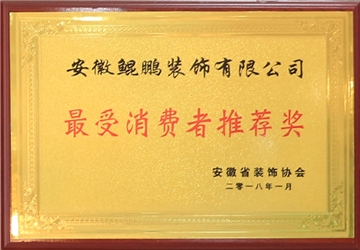 安徽鲲鹏装饰有限公司
最受消费者推荐奖
安徽省装饰协会
二零一八年一月